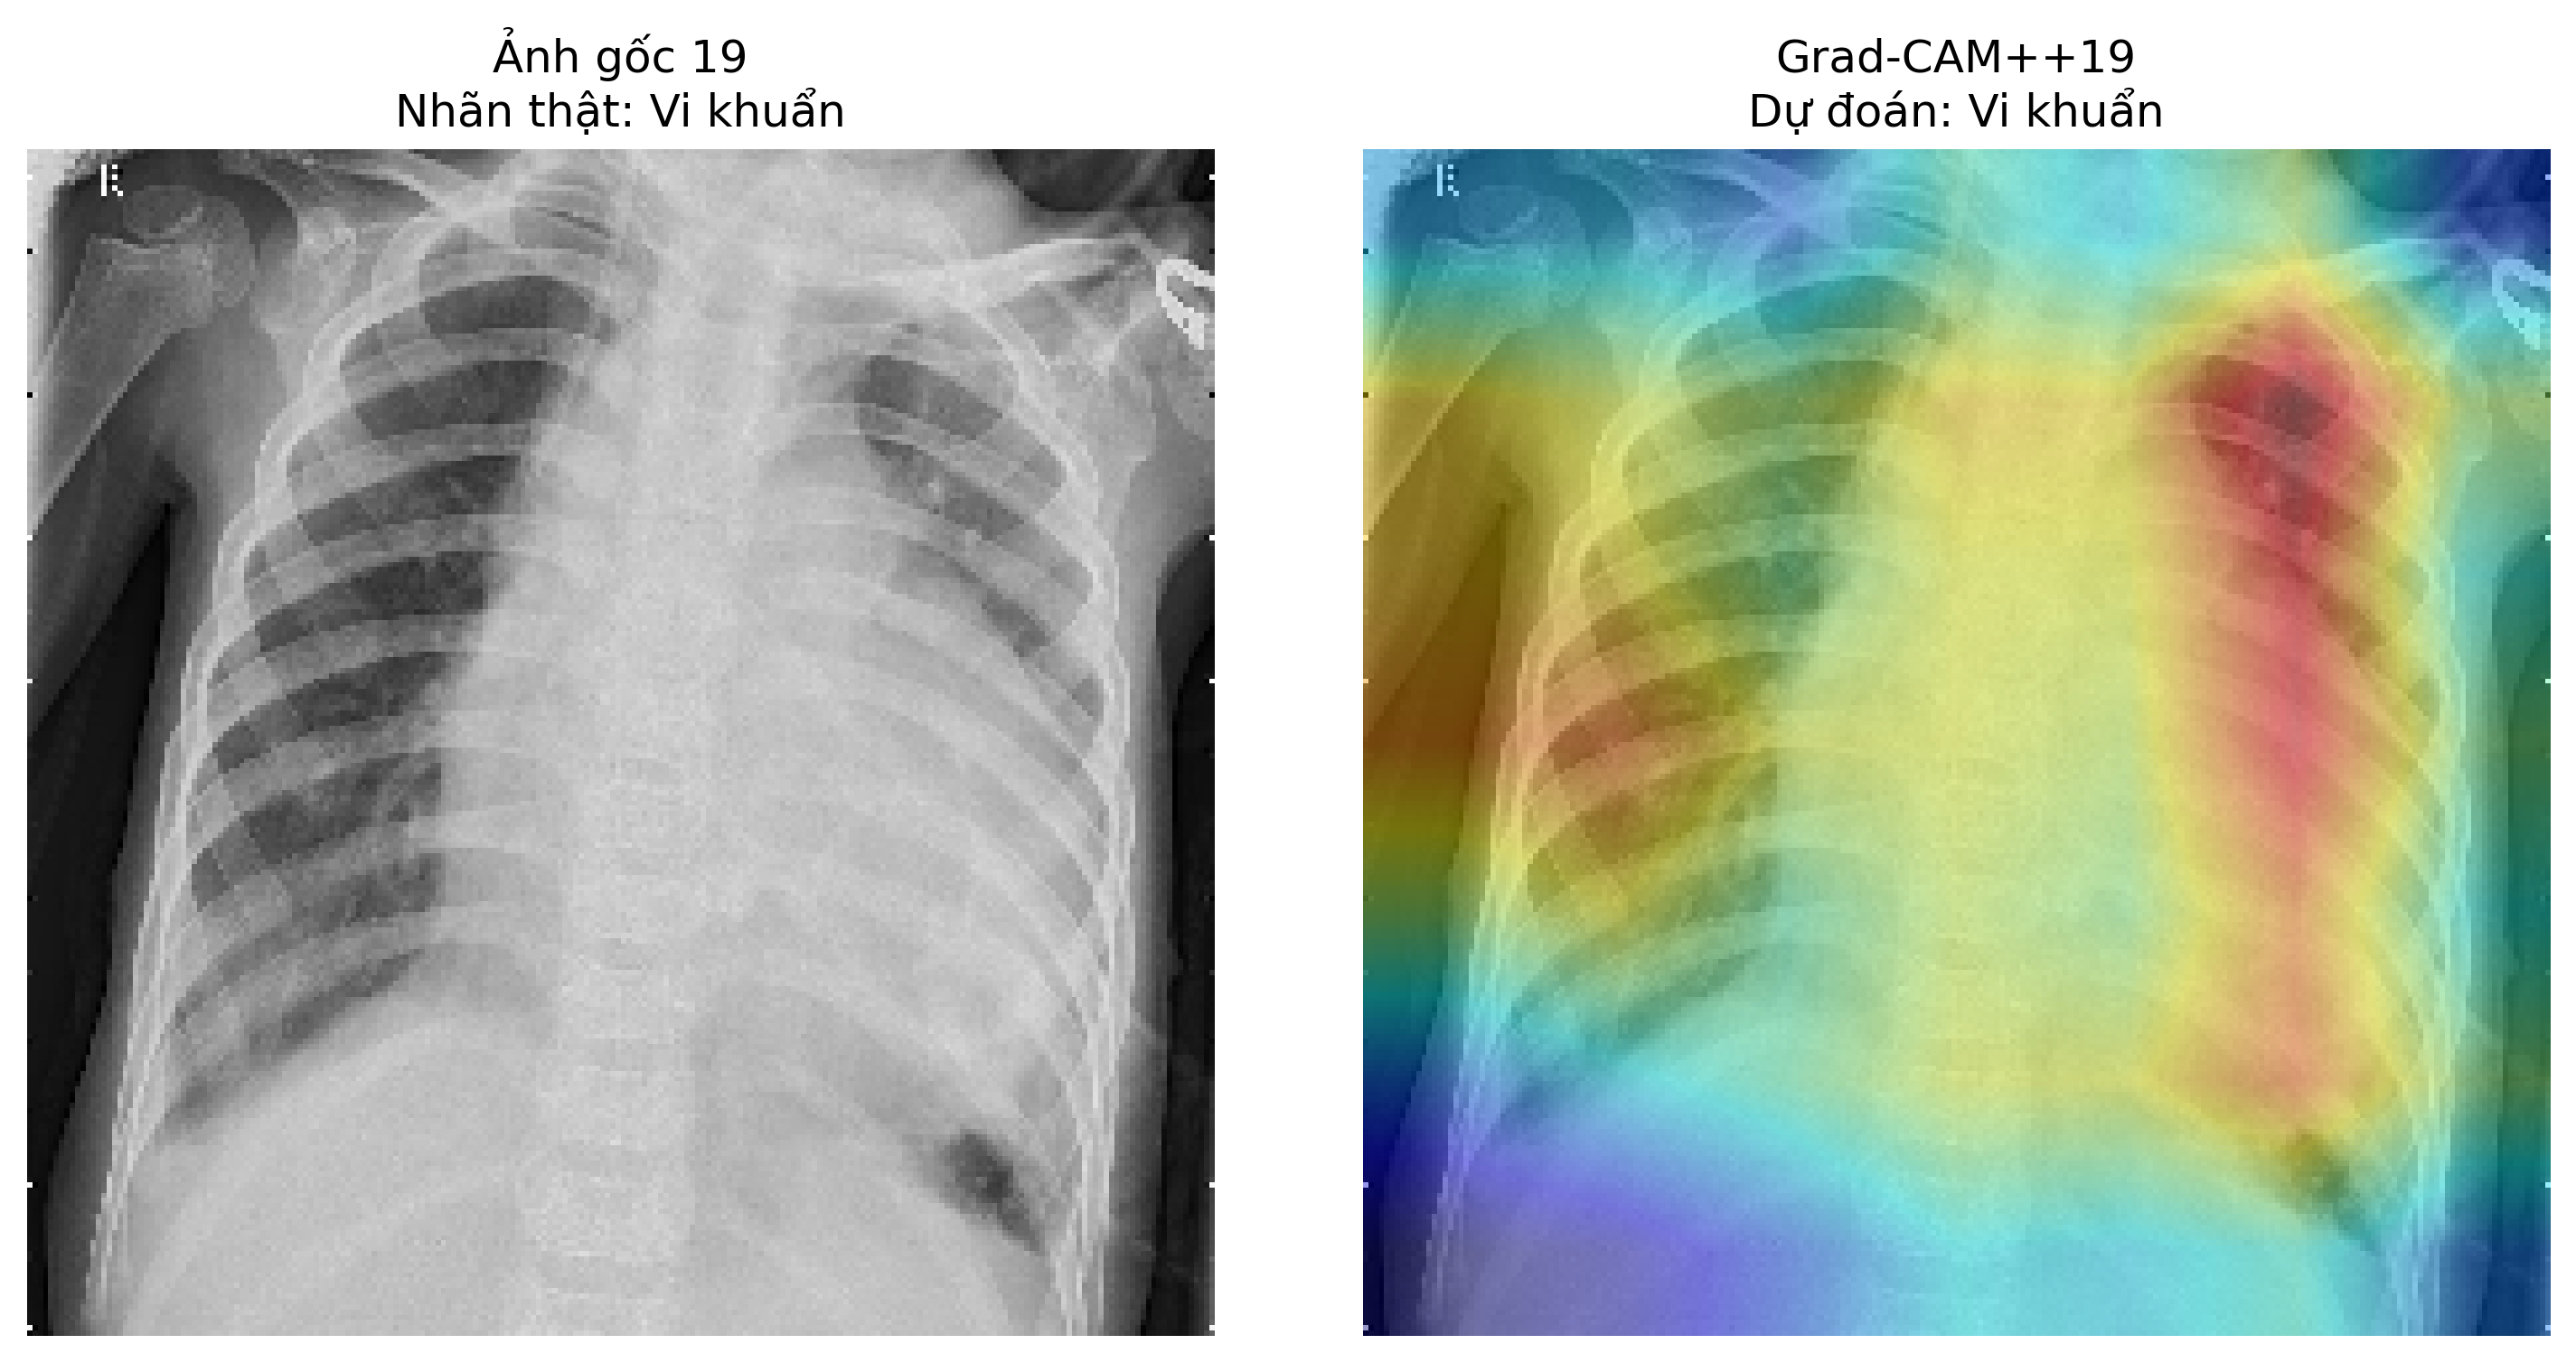 Ảnh gốc 19
Nhãn thật: Vi khuẩn
Grad-CAM++19
Dự đoán: Vi khuẩn
R
R